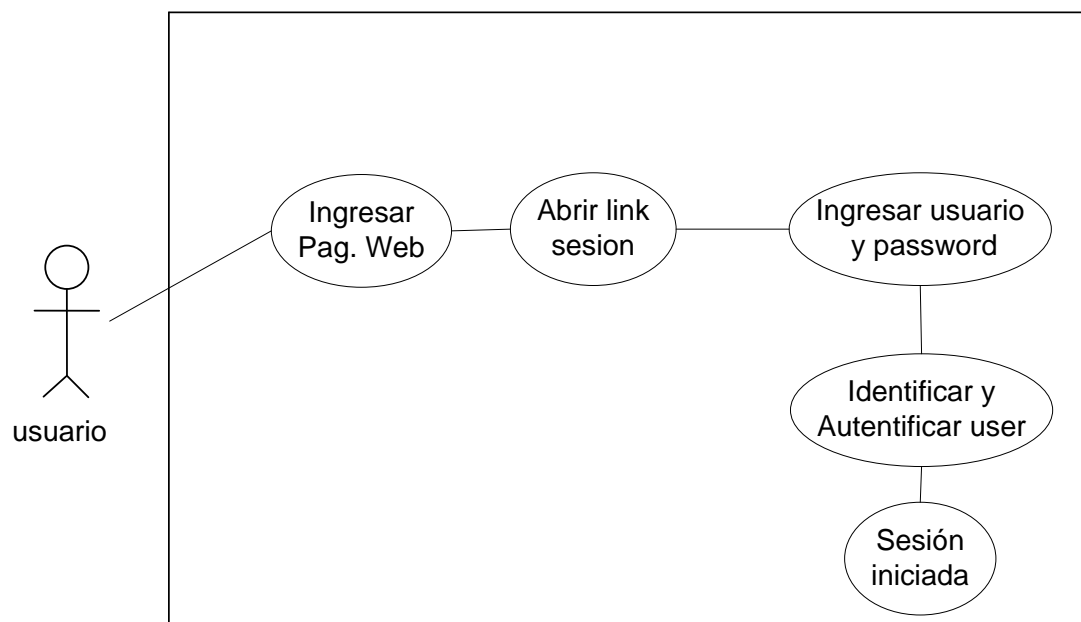 Ingresar
Pag. Web
Abrir link
sesion
Ingresar usuario
y password
usuario
Identificar y
Autentificar user
Sesión
iniciada